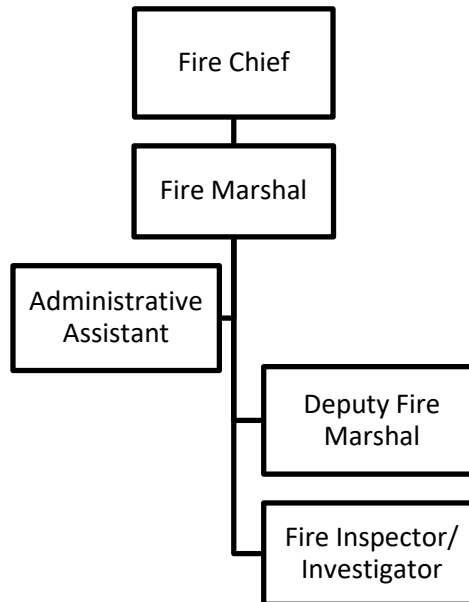 Fire Chief
Fire Marshal
Administrative
Assistant
Deputy Fire
Marshal
Fire Inspector/
Investigator